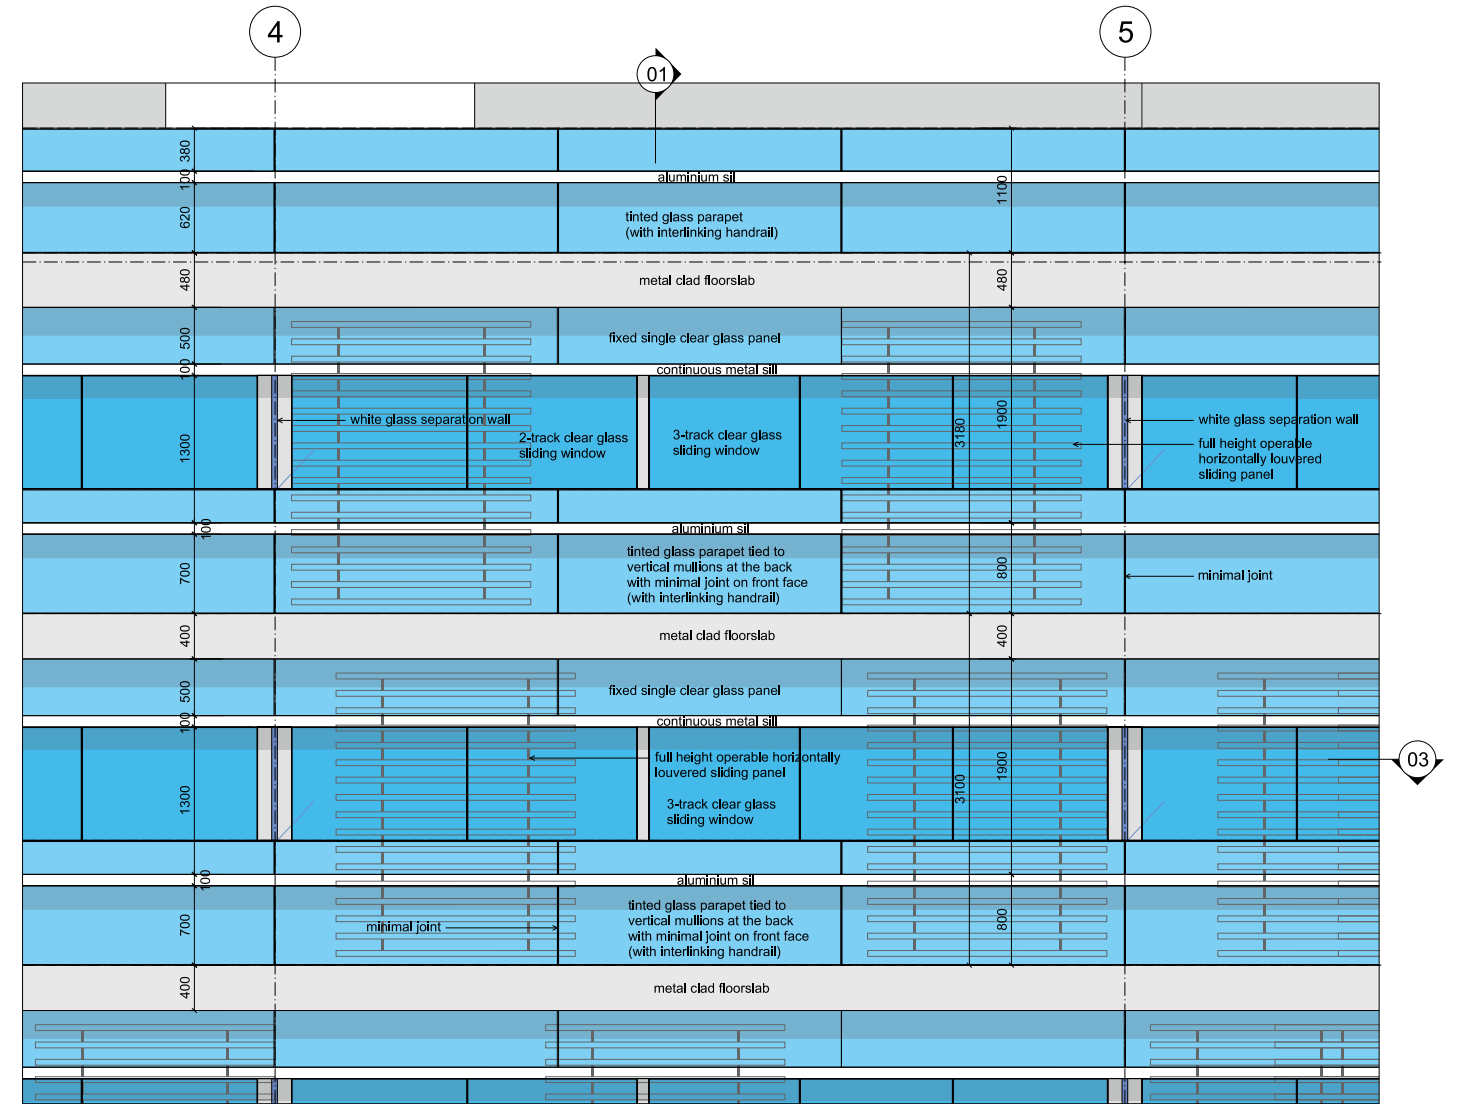 4
5
01
380
100
aluminium sil
620
1100
tinted glass parapet
(with interlinking handrail)
480
metal clad floorslab
480
500
fixed single clear glass panel
100
continuous metal sill
white glass separation wall
2-track clear glass
sliding window
3-track clear glass
sliding window
1300
3180
1900
white glass separation wall
full height operable
horizontally louvered
sliding panel
100
aluminium sil
700
tinted glass parapet tied to
vertical mullions at the back
with minimal joint on front face
(with interlinking handrail)
800
minimal joint
400
metal clad floorslab
400
500
fixed single clear glass panel
100
continuous metal sill
full height operable horizontally
louvered sliding panel
3-track clear glass
sliding window
1300
3100
1900
03
100
aluminium sil
700
minimal joint
tinted glass parapet tied to
vertical mullions at the back
with minimal joint on front face
(with interlinking handrail)
800
400
metal clad floorslab